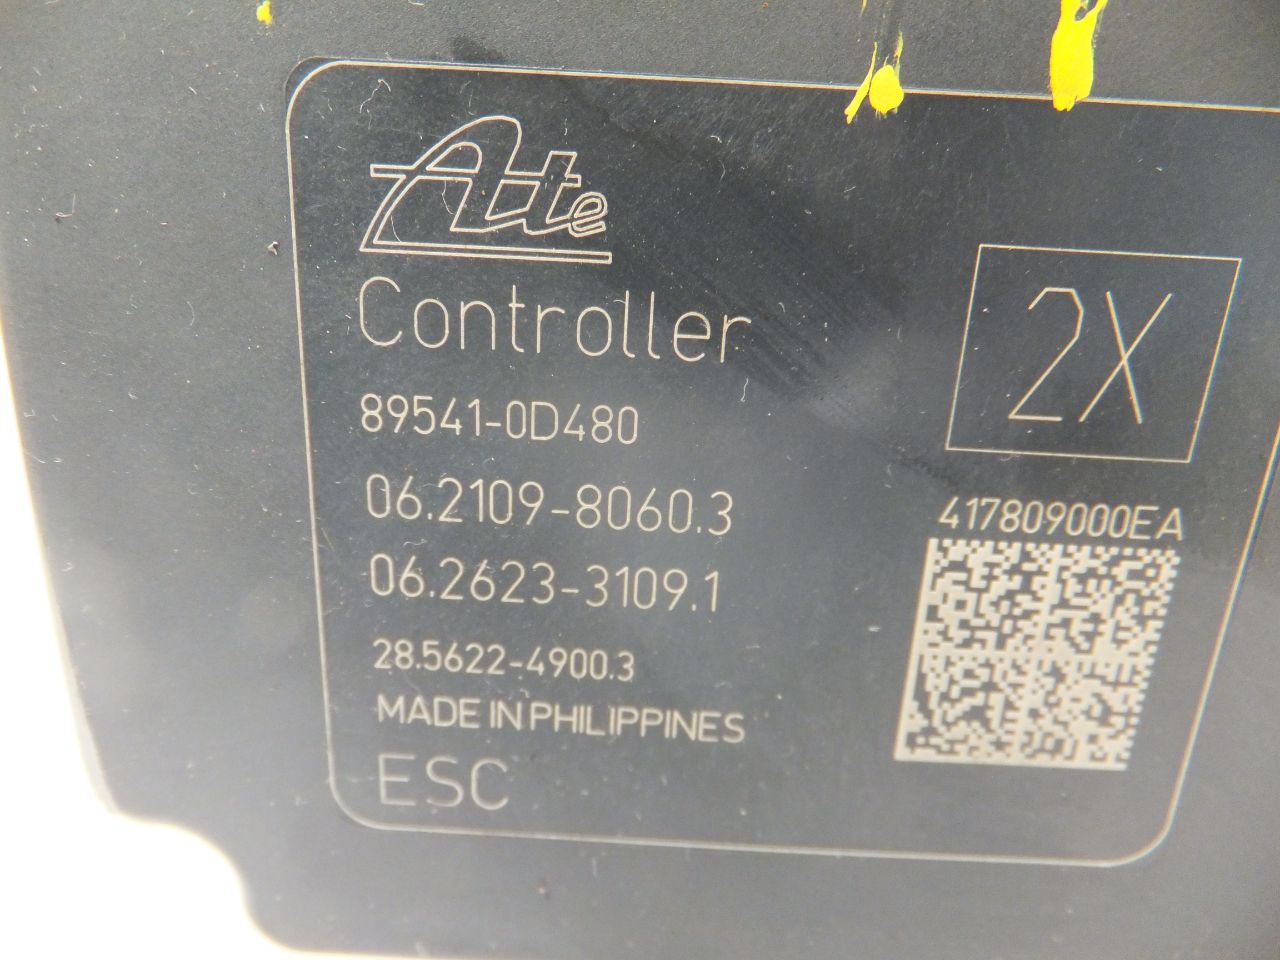 Ate
Controller
2X
89541-0D480
06.2109-8060.3
06.2623-3109.1
28.5622-4900.3
MADE IN PHILIPPINES
ESC
417809000EA